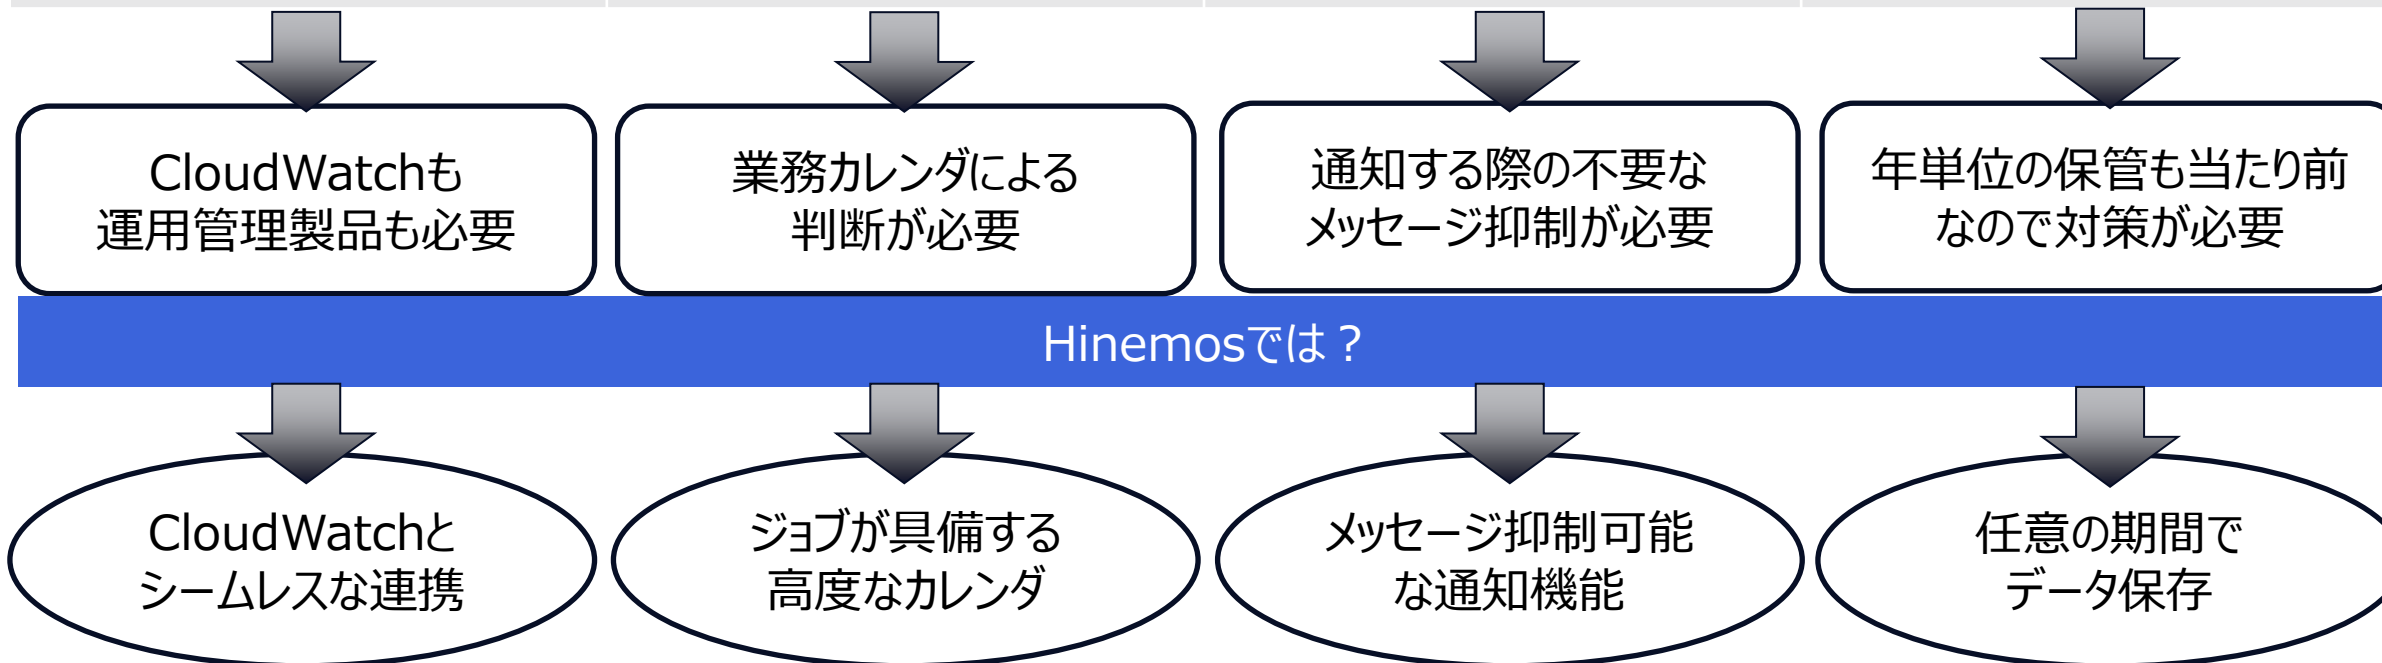 CloudWatchも
運用管理製品も必要
業務カレンダによる
判断が必要
通知する際の不要な
メッセージ抑制が必要
年単位の保管も当たり前
なので対策が必要
Hinemosでは？
CloudWatchと
シームレスな連携
ジョブが具備する
高度なカレンダ
メッセージ抑制可能
な通知機能
任意の期間で
データ保存